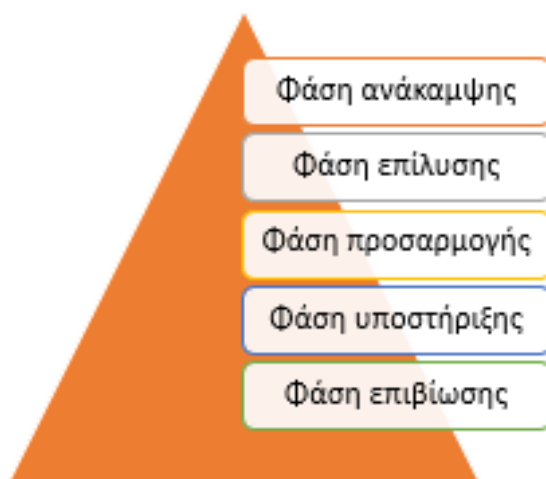 Φάση ανάκαμψης
Φάση επίλυσης
Φάση προσαρμογής
Φάση υποστήριξης
Φάση επιβίωσης